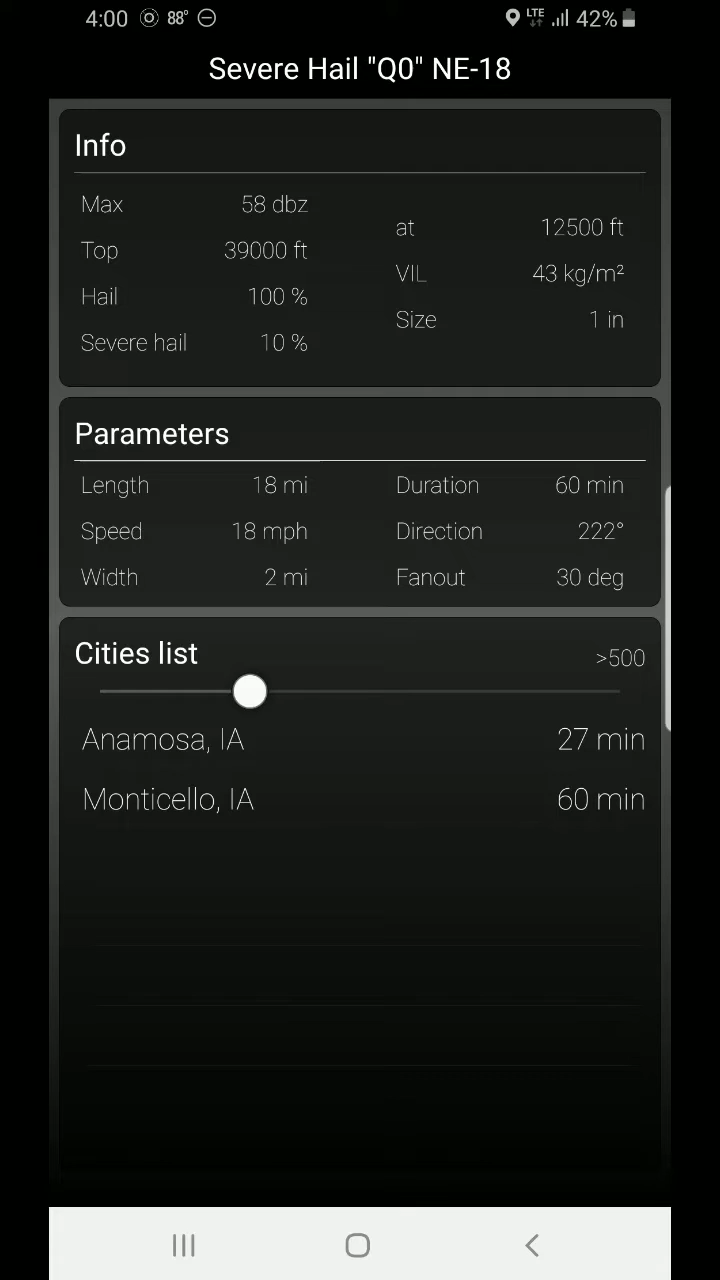 4:00 88° LTE 42%
Severe Hail "Q0" NE-18
Info
Max 58 dbz
at 12500 ft
Top 39000 ft
VIL 43 kg/m²
Hail 100 %
Size 1 in
Severe hail 10 %
Parameters
Length 18 mi Duration 60 min
Speed 18 mph Direction 222°
Width 2 mi Fanout 30 deg
Cities list >500
Anamosa, IA 27 min
Monticello, IA 60 min